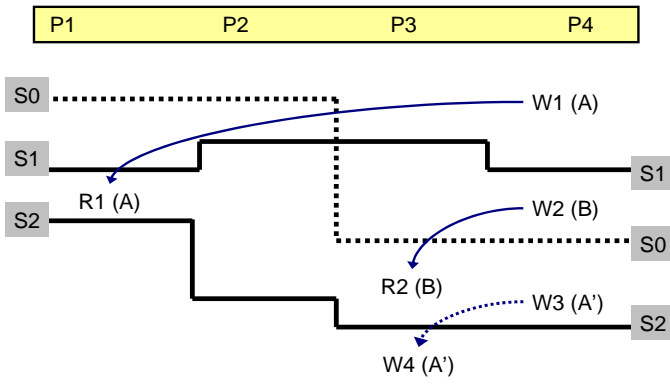 P1 P2 P3 P4
S0
W1 (A)
S1
S1
R1 (A)
S2
W2 (B)
S0
R2 (B)
W3 (A')
S2
W4 (A')